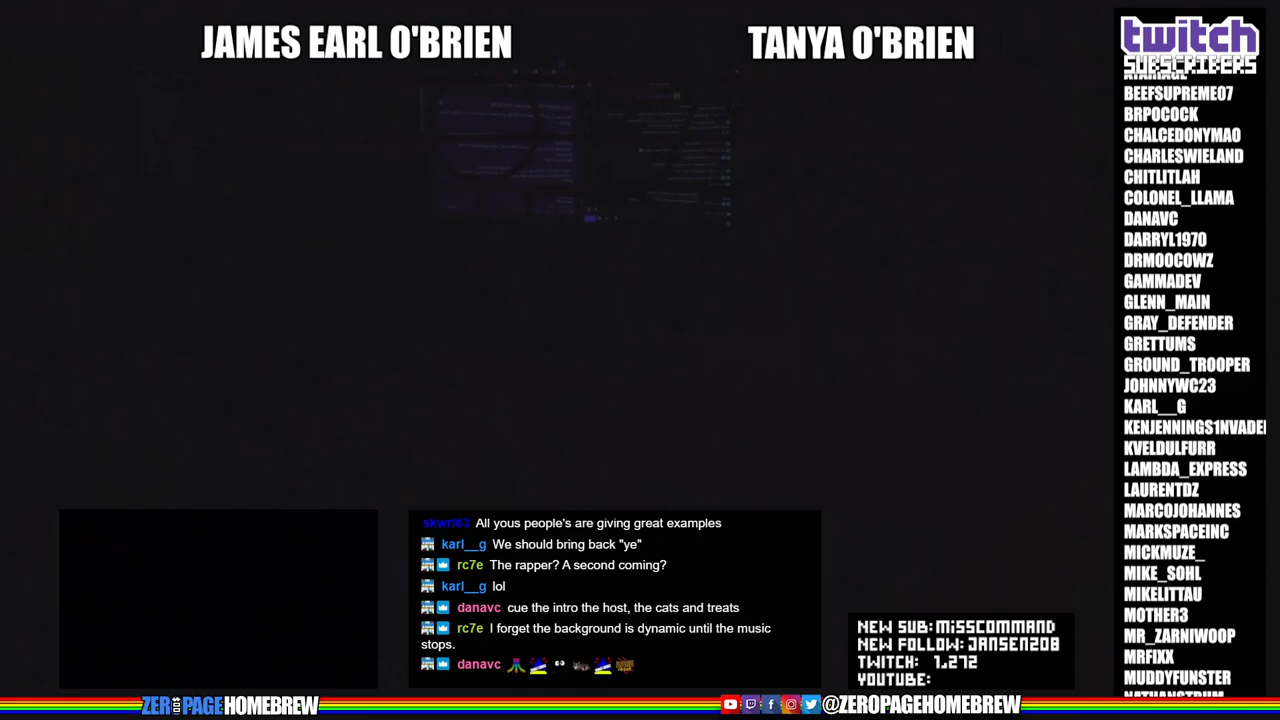 JAMES EARL O'BRIEN
TANYA O'BRIEN
twitch
SUBSCRIBERS
BEEFSUPREME07
BRPOCOCK
CHALCEDONYMAO
CHARLESWIELAND
CHITLITLAH
COLONEL_LLAMA
DANAVC
DARRYL1970
DRMOOCOWZ
GAMMADEV
GLENN_MAIN
GRAY_DEFENDER
GRETTUMS
GROUND_TROOPER
JOHNNYWC23
KARL__G
KENJENNINGS1NVADE
KVELDULFURR
LAMBDA_EXPRESS
LAURENTDZ
MARCOJOHANNES
MARKSPACEINC
MICKMUZE_
MIKE_SOHL
MIKELITTAU
MOTHER3
MR_ZARNIWOOP
MRFIXX
MUDDYFUNSTER
skwrl63 All yous people's are giving great examples
karl__g We should bring back "ye"
rc7e The rapper? A second coming?
karl__g lol
danavc cue the intro the host, the cats and treats
rc7e I forget the background is dynamic until the music
stops.
danavc
NEW SUB: MISSCOMMAND
NEW FOLLOW: JANSEN208
TWITCH: 1,272
YOUTUBE:
ZEROPAGEHOMEBREW
@ZEROPAGEHOMEBREW